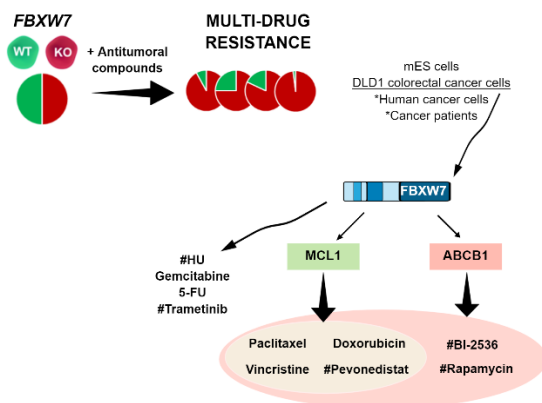 FBXW7
WT KO
+ Antitumoral
compounds
MULTI-DRUG
RESISTANCE
mES cells
DLD1 colorectal cancer cells
*Human cancer cells
*Cancer patients
FBXW7
#HU
Gemcitabine
5-FU
#Trametinib
MCL1
ABCB1
Paclitaxel Doxorubicin
Vincristine #Pevonedistat
#BI-2536
#Rapamycin